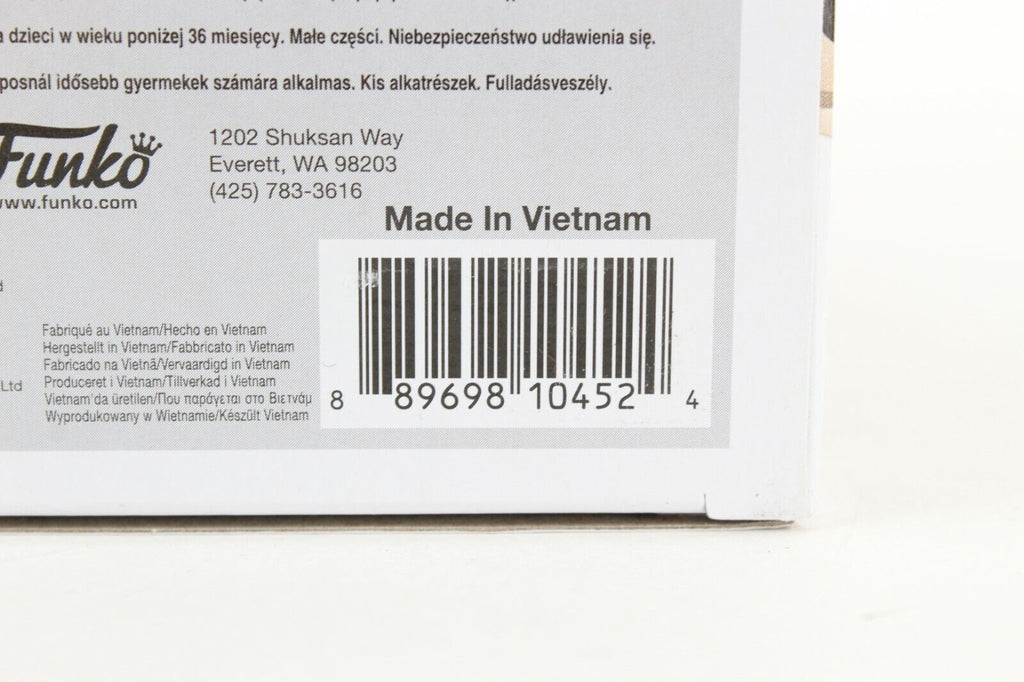 a dzieci w wieku poniżej 36 miesięcy. Małe części. Niebezpieczeństwo udławienia się.
posnál idősebb gyermekek számára alkalmas. Kis alkatrészek. Fulladásveszély.
Funko
www.funko.com
1202 Shuksan Way
Everett, WA 98203
(425) 783-3616
Made In Vietnam
Ltd
Fabriqué au Vietnam/Hecho en Vietnam
Hergestellt in Vietnam/Fabbricato in Vietnam
Fabricado na Vietnã/Vervaardigd in Vietnam
Produceret i Vietnam/Tillverkad i Vietnam
Vietnam'da üretilen/Που παράγεται στο Βιετνάμ
Wyprodukowany w Wietnamie/Készült Vietnam
8 89698 10452 4